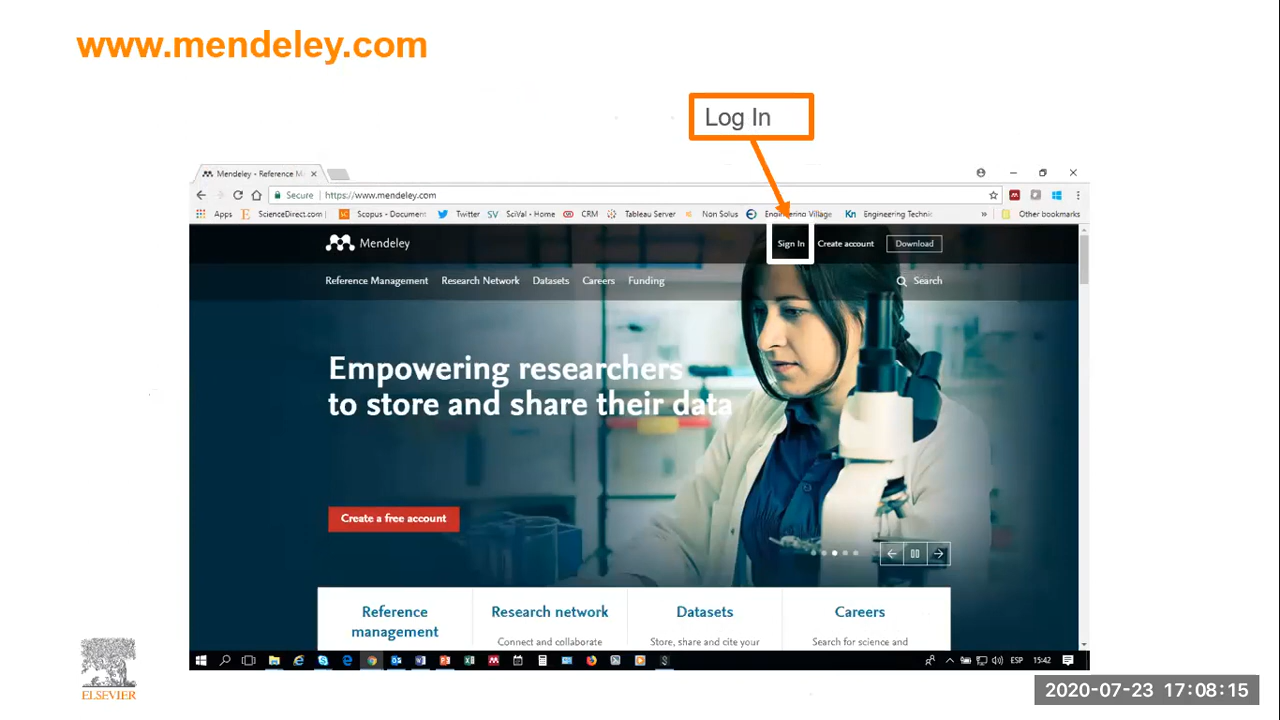 www.mendeley.com
Log In
Mendeley - Reference M
Secure https://www.mendeley.com
Apps ScienceDirect.com Scopus - Document Twitter SV SciVal - Home CRM Tableau Server Non Solus Engineering Village Kn Engineering Technic » Other bookmarks
Mendeley Sign In Create account Download
Reference Management Research Network Datasets Careers Funding Search
Empowering researchers
to store and share their data
Create a free account
Reference
management
Research network
Connect and collaborate
Datasets
Store, share and cite your
Careers
Search for science and
ESP 15:42
ELSEVIER
2020-07-23 17:08:15